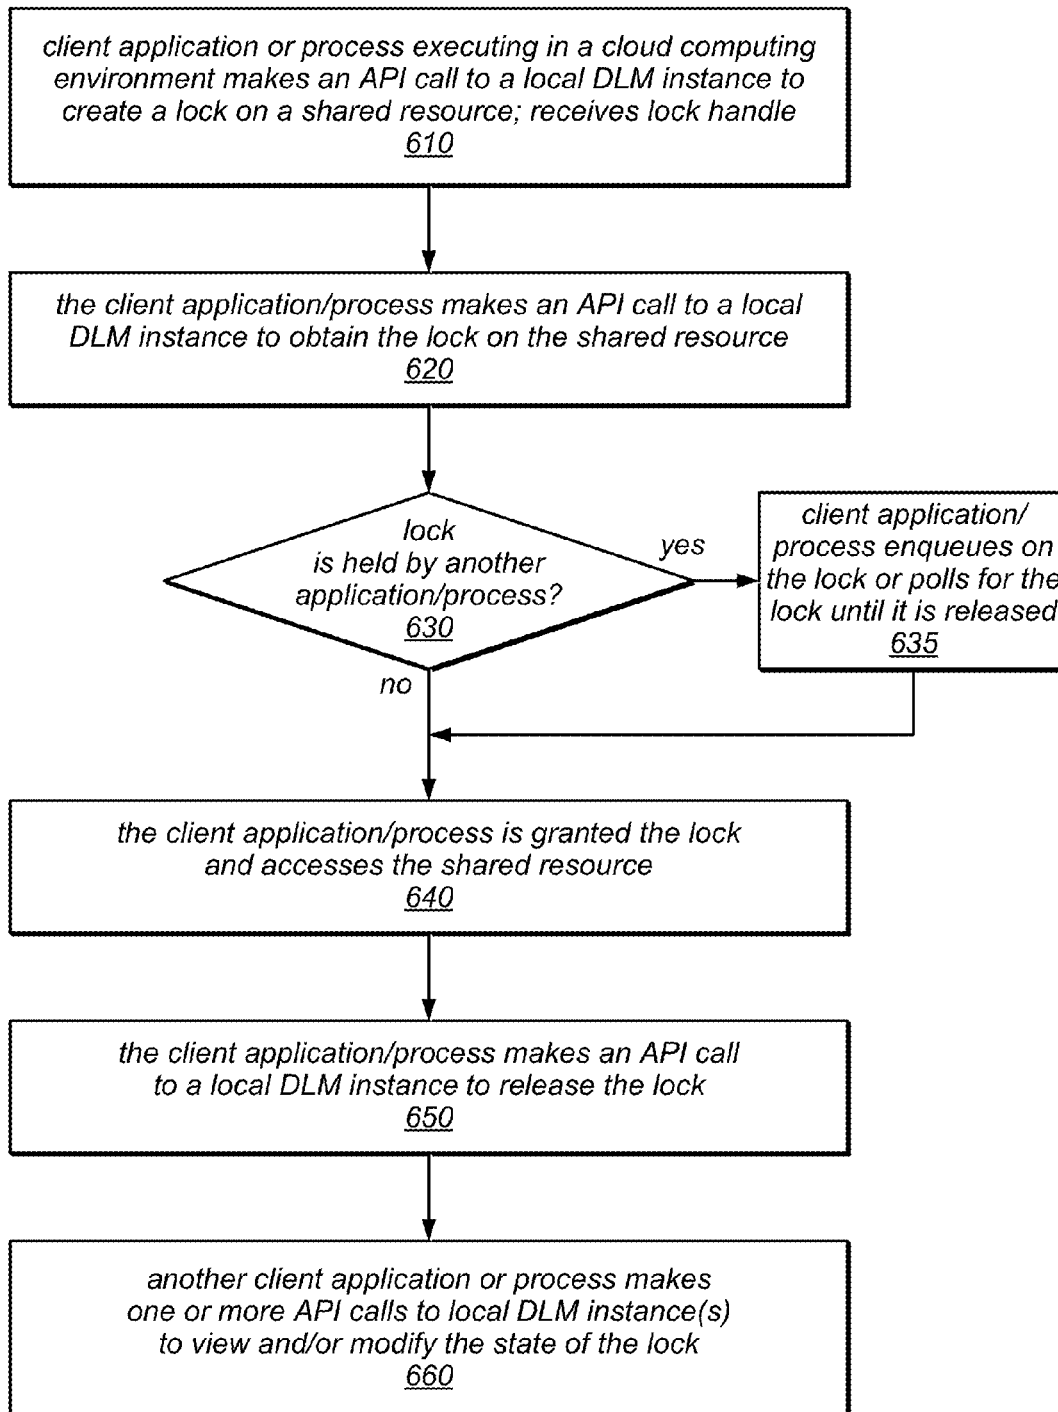 client application or process executing in a cloud computing
environment makes an API call to a local DLM instance to
create a lock on a shared resource; receives lock handle
610
the client application/process makes an API call to a local
DLM instance to obtain the lock on the shared resource
620
lock
is held by another
application/process?
630
yes
client application/
process enqueues on
the lock or polls for the
lock until it is released
635
no
the client application/process is granted the lock
and accesses the shared resource
640
the client application/process makes an API call
to a local DLM instance to release the lock
650
another client application or process makes
one or more API calls to local DLM instance(s)
to view and/or modify the state of the lock
660